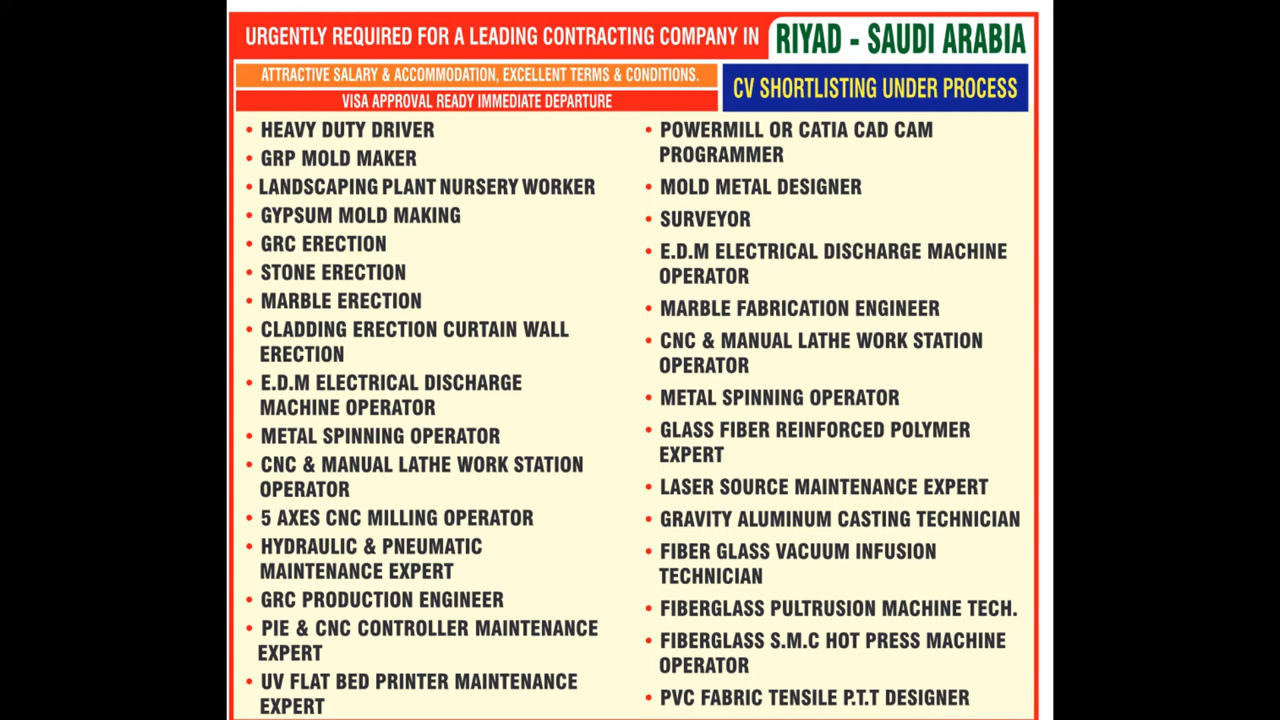 URGENTLY REQUIRED FOR A LEADING CONTRACTING COMPANY IN RIYAD - SAUDI ARABIA
ATTRACTIVE SALARY & ACCOMMODATION, EXCELLENT TERMS & CONDITIONS.
VISA APPROVAL READY IMMEDIATE DEPARTURE
CV SHORTLISTING UNDER PROCESS
• HEAVY DUTY DRIVER
• GRP MOLD MAKER
• LANDSCAPING PLANT NURSERY WORKER
• GYPSUM MOLD MAKING
• GRC ERECTION
• STONE ERECTION
• MARBLE ERECTION
• CLADDING ERECTION CURTAIN WALL
ERECTION
• E.D.M ELECTRICAL DISCHARGE
MACHINE OPERATOR
• METAL SPINNING OPERATOR
• CNC & MANUAL LATHE WORK STATION
OPERATOR
• 5 AXES CNC MILLING OPERATOR
• HYDRAULIC & PNEUMATIC
MAINTENANCE EXPERT
• GRC PRODUCTION ENGINEER
• PIE & CNC CONTROLLER MAINTENANCE
EXPERT
• UV FLAT BED PRINTER MAINTENANCE
EXPERT
• POWERMILL OR CATIA CAD CAM
PROGRAMMER
• MOLD METAL DESIGNER
• SURVEYOR
• E.D.M ELECTRICAL DISCHARGE MACHINE
OPERATOR
• MARBLE FABRICATION ENGINEER
• CNC & MANUAL LATHE WORK STATION
OPERATOR
• METAL SPINNING OPERATOR
• GLASS FIBER REINFORCED POLYMER
EXPERT
• LASER SOURCE MAINTENANCE EXPERT
• GRAVITY ALUMINUM CASTING TECHNICIAN
• FIBER GLASS VACUUM INFUSION
TECHNICIAN
• FIBERGLASS PULTRUSION MACHINE TECH.
• FIBERGLASS S.M.C HOT PRESS MACHINE
OPERATOR
• PVC FABRIC TENSILE P.T.T DESIGNER